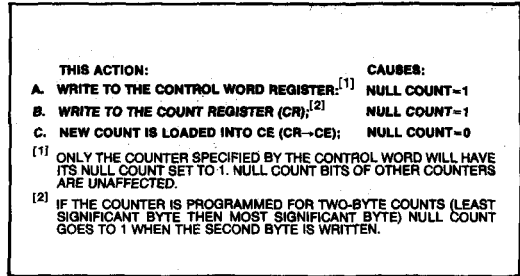 THIS ACTION: CAUSES:
A. WRITE TO THE CONTROL WORD REGISTER:[1] NULL COUNT=1
B. WRITE TO THE COUNT REGISTER (CR);[2] NULL COUNT=1
C. NEW COUNT IS LOADED INTO CE (CR→CE); NULL COUNT=0
[1] ONLY THE COUNTER SPECIFIED BY THE CONTROL WORD WILL HAVE
ITS NULL COUNT SET TO 1. NULL COUNT BITS OF OTHER COUNTERS
ARE UNAFFECTED.
[2] IF THE COUNTER IS PROGRAMMED FOR TWO-BYTE COUNTS (LEAST
SIGNIFICANT BYTE THEN MOST SIGNIFICANT BYTE) NULL COUNT
GOES TO 1 WHEN THE SECOND BYTE IS WRITTEN.